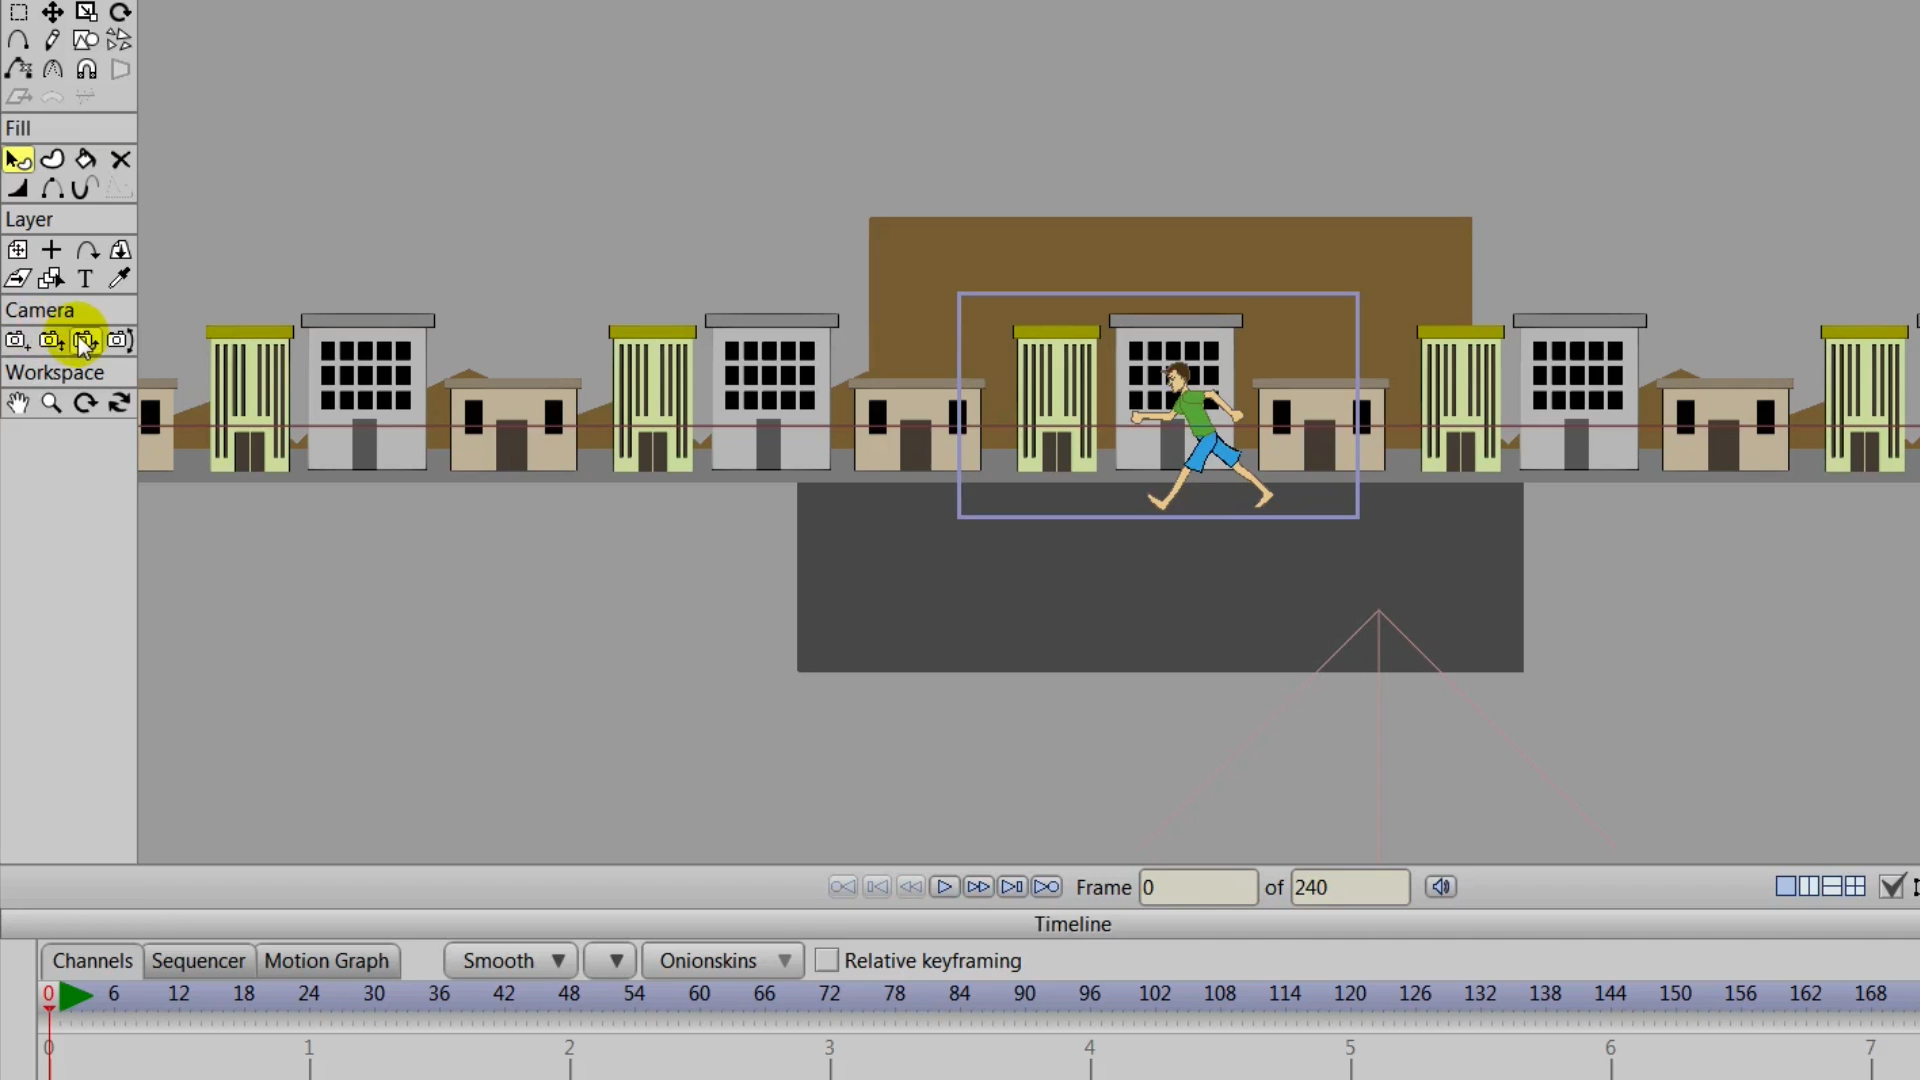 Fill
Layer
T
Camera
Workspace
Frame 0 of 240
Timeline
Channels Sequencer Motion Graph Smooth Onionskins Relative keyframing
0 6 12 18 24 30 36 42 48 54 60 66 72 78 84 90 96 102 108 114 120 126 132 138 144 150 156 162 168
0 1 2 3 4 5 6 7